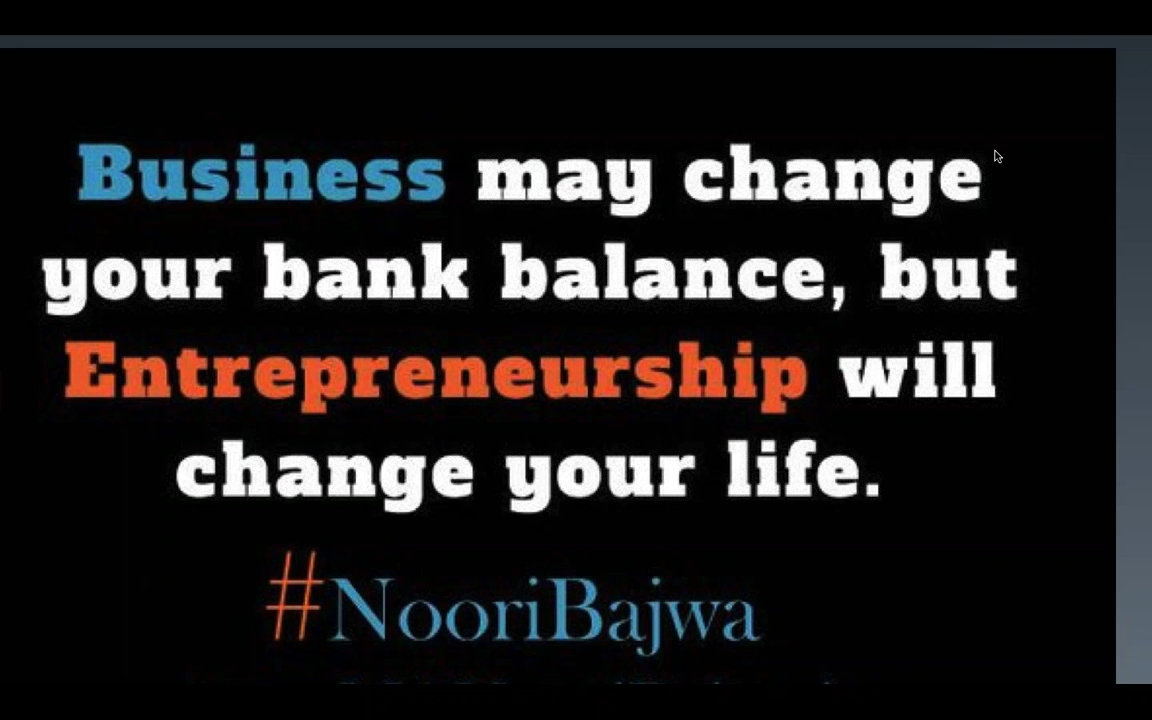 Business may change
your bank balance, but
Entrepreneurship will
change your life.
#NooriBajwa